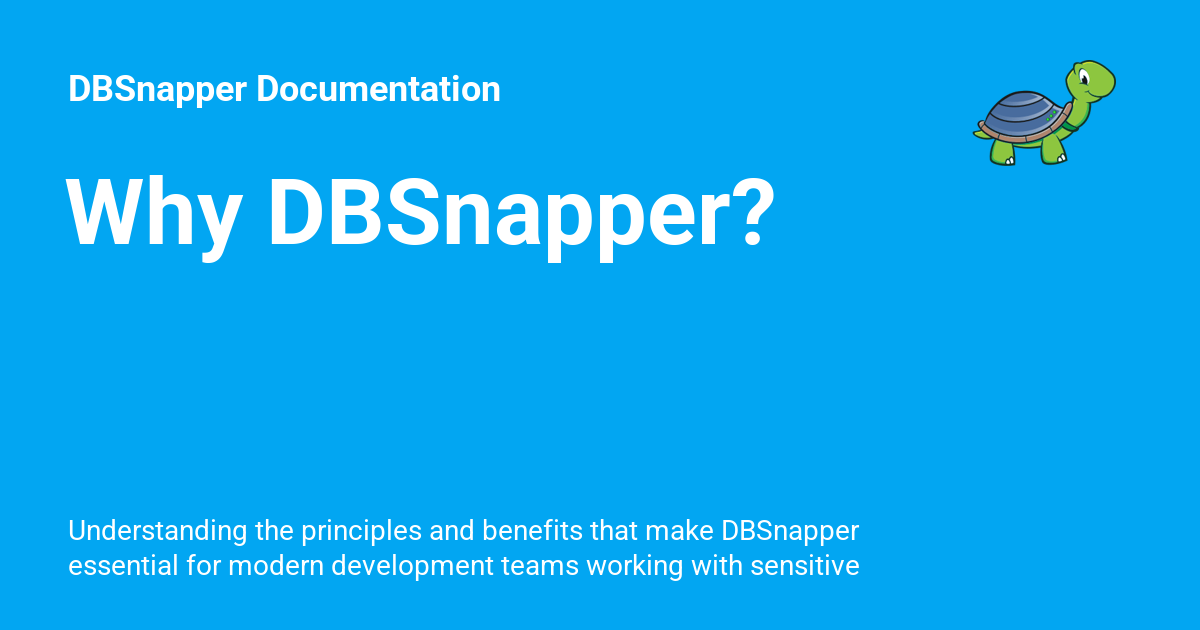 DBSnapper Documentation
Why DBSnapper?
Understanding the principles and benefits that make DBSnapper
essential for modern development teams working with sensitive